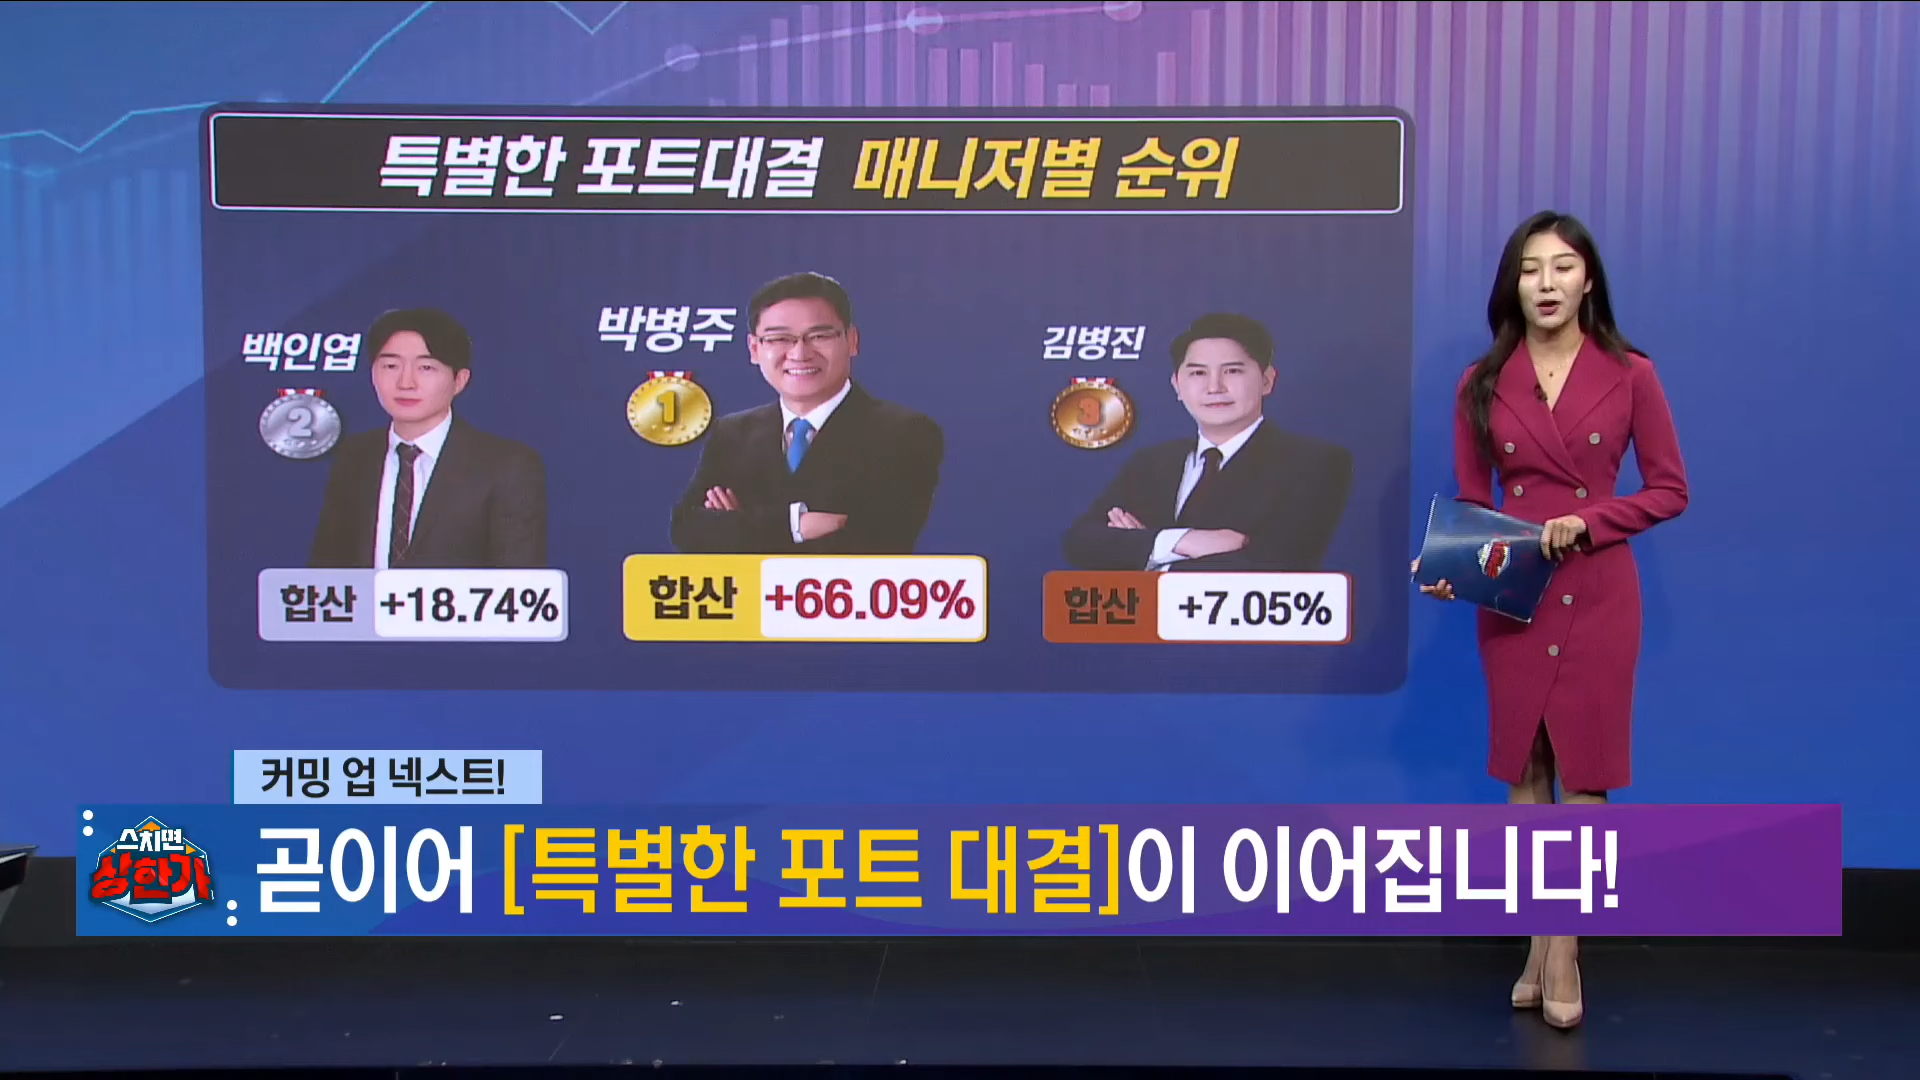 특별한 포트대결 매니저별 순위
백인엽
2
합산 +18.74%
박병주
1
합산 +66.09%
김병진
3
합산 +7.05%
커밍 업 넥스트!
스치면
상한가
곧이어 [특별한 포트 대결]이 이어집니다!